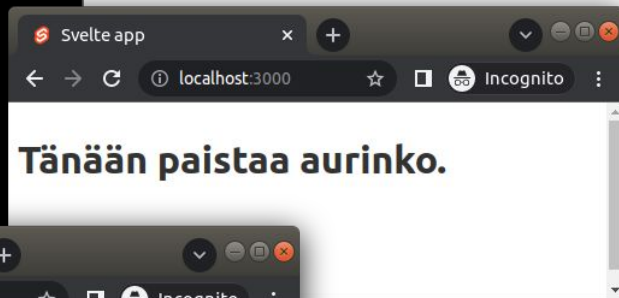 Svelte app
localhost:3000
Incognito
Tänään paistaa aurinko.
Incognito